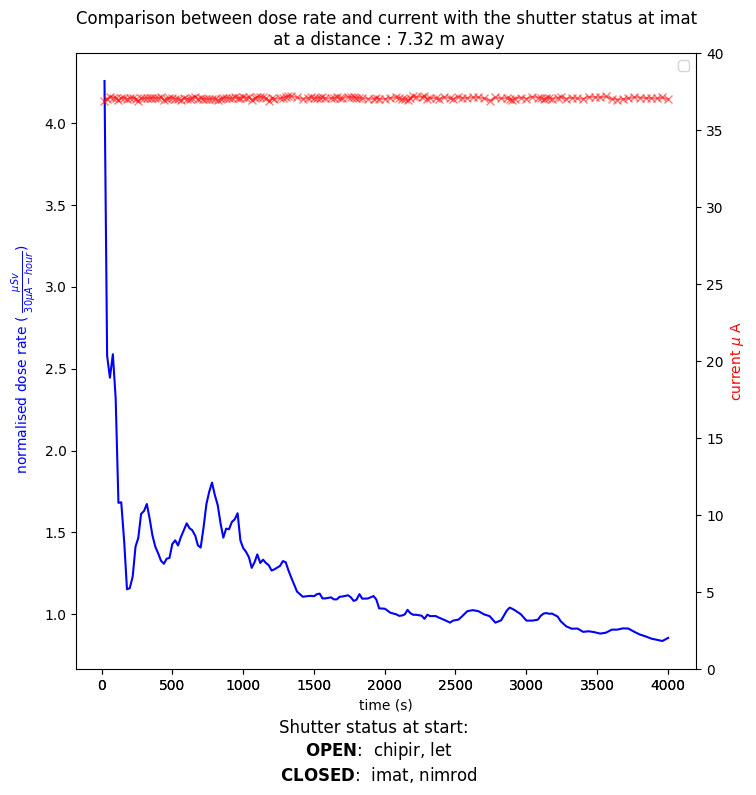 Comparison between dose rate and current with the shutter status at imat
at a distance : 7.32 m away
4.0
3.5
3.0
2.5
2.0
1.5
1.0
normalised dose rate ( μSv / 30μA − hour )
40
35
30
25
20
15
10
5
0
current μ A
0 500 1000 1500 2000 2500 3000 3500 4000
time (s)
Shutter status at start:
OPEN: chipir, let
CLOSED: imat, nimrod